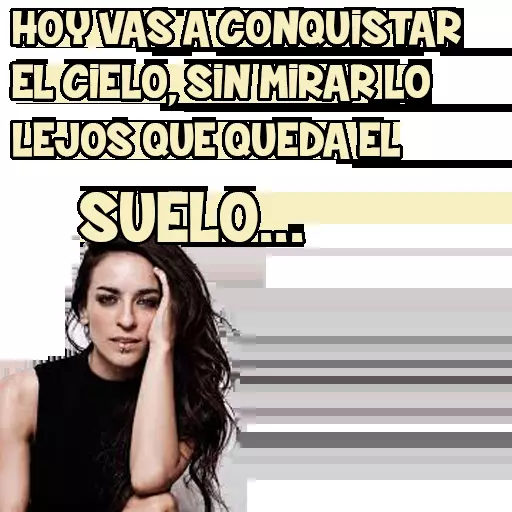 HOY VAS A CONQUISTAR
EL CIELO, SIN MIRAR LO
LEJOS QUE QUEDA EL
SUELO...